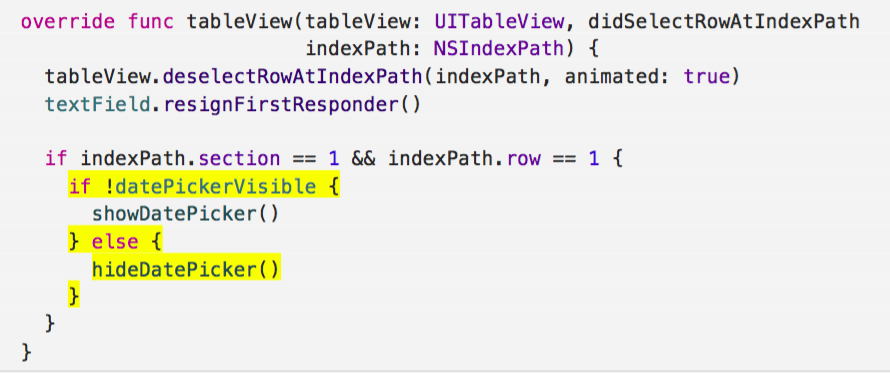 override func tableView(tableView: UITableView, didSelectRowAtIndexPath
indexPath: NSIndexPath) {
tableView.deselectRowAtIndexPath(indexPath, animated: true)
textField.resignFirstResponder()
if indexPath.section == 1 && indexPath.row == 1 {
if !datePickerVisible {
showDatePicker()
} else {
hideDatePicker()
}
}
}